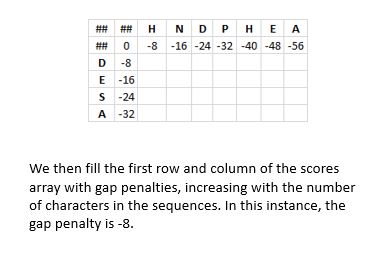 ## ## H N D P H E A
## 0 -8 -16 -24 -32 -40 -48 -56
D -8
E -16
S -24
A -32
We then fill the first row and column of the scores
array with gap penalties, increasing with the number
of characters in the sequences. In this instance, the
gap penalty is -8.